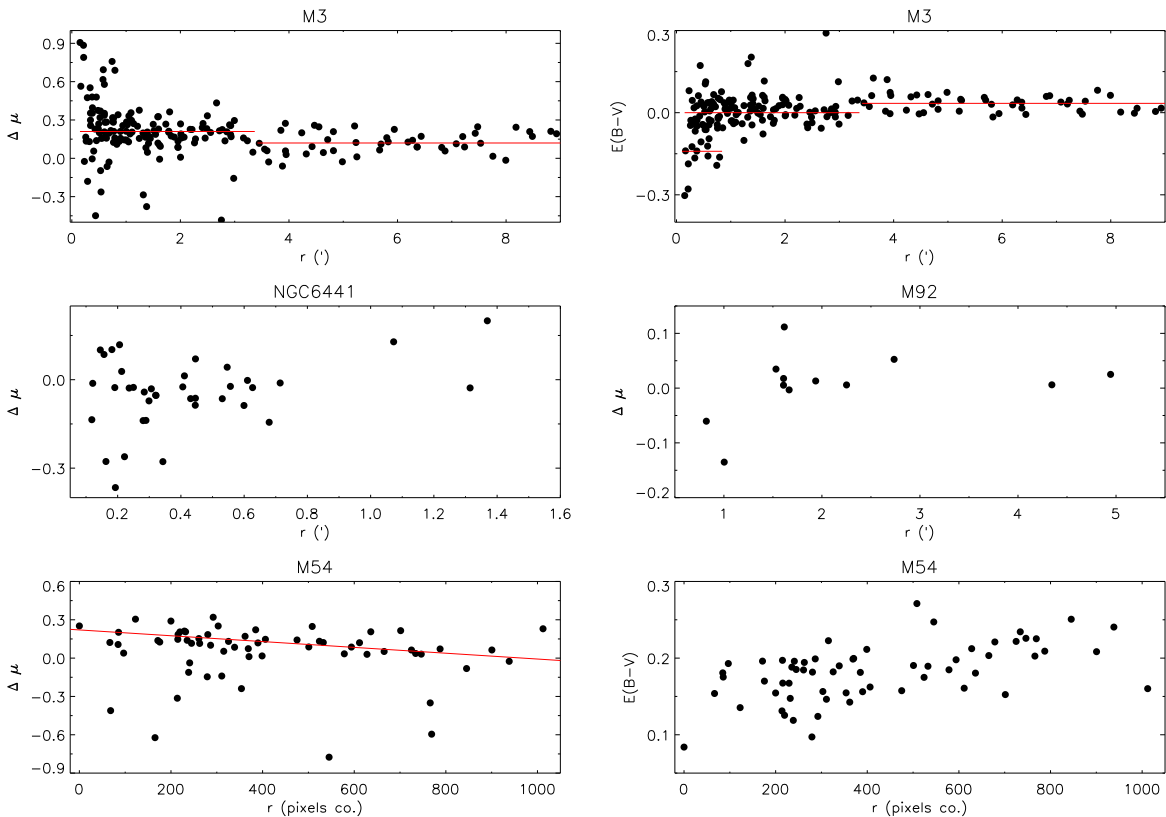 M3
Δ μ
0.9
0.6
0.3
0.0
−0.3
0 2 4 6 8
r (')
M3
E(B−V)
0.3
0.0
−0.3
0 2 4 6 8
r (')
NGC6441
Δ μ
0.0
−0.3
0.2 0.4 0.6 0.8 1.0 1.2 1.4 1.6
r (')
M92
Δ μ
0.1
0.0
−0.1
−0.2
1 2 3 4 5
r (')
M54
Δ μ
0.6
0.3
0.0
−0.3
−0.6
−0.9
0 200 400 600 800 1000
r (pixels co.)
M54
E(B−V)
0.3
0.2
0.1
0 200 400 600 800 1000
r (pixels co.)